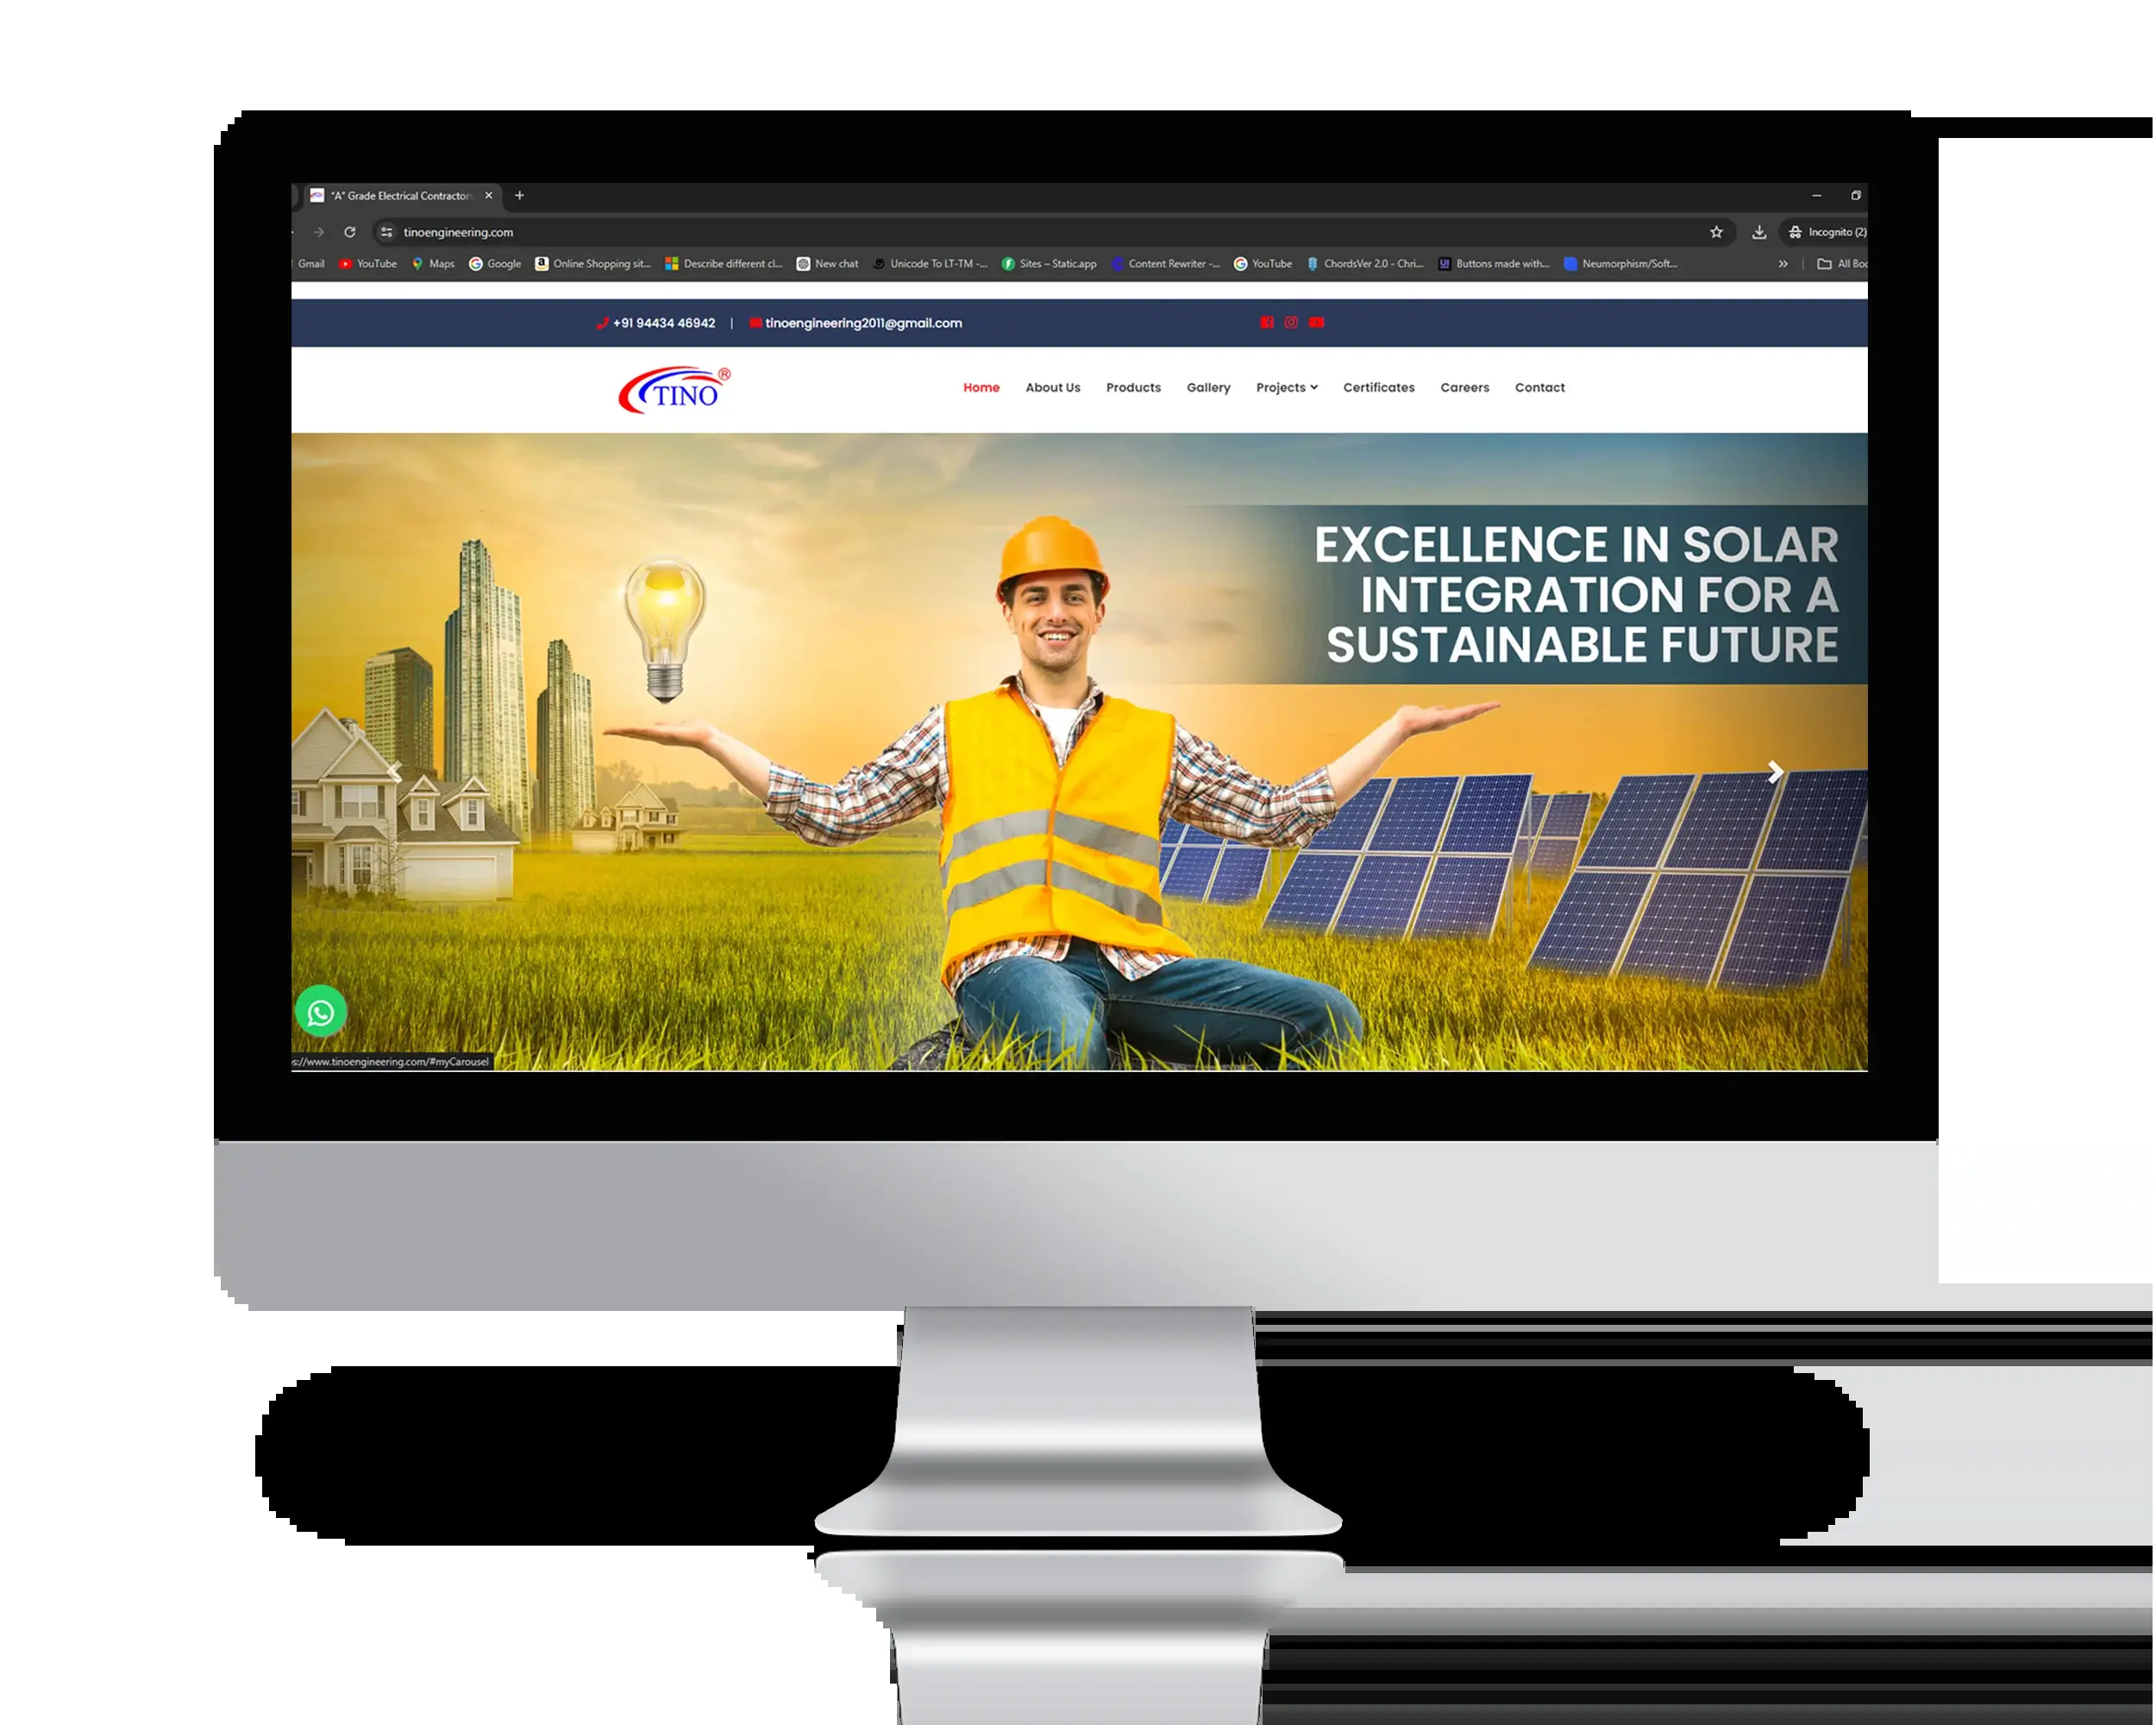 "A" Grade Electrical Contractor
tinoengineering.com
Incognito (2)
Gmail YouTube Maps Google Online Shopping sit... Describe different cl... New chat Unicode To LT-TM -... Sites – Static.app Content Rewriter -... YouTube ChordsVer 2.0 - Chri... Buttons made with... Neumorphism/Soft... » All Boo
+91 94434 46942 | tinoengineering2011@gmail.com
TINO ®
Home About Us Products Gallery Projects Certificates Careers Contact
EXCELLENCE IN SOLAR
INTEGRATION FOR A
SUSTAINABLE FUTURE
s://www.tinoengineering.com/#myCarousel